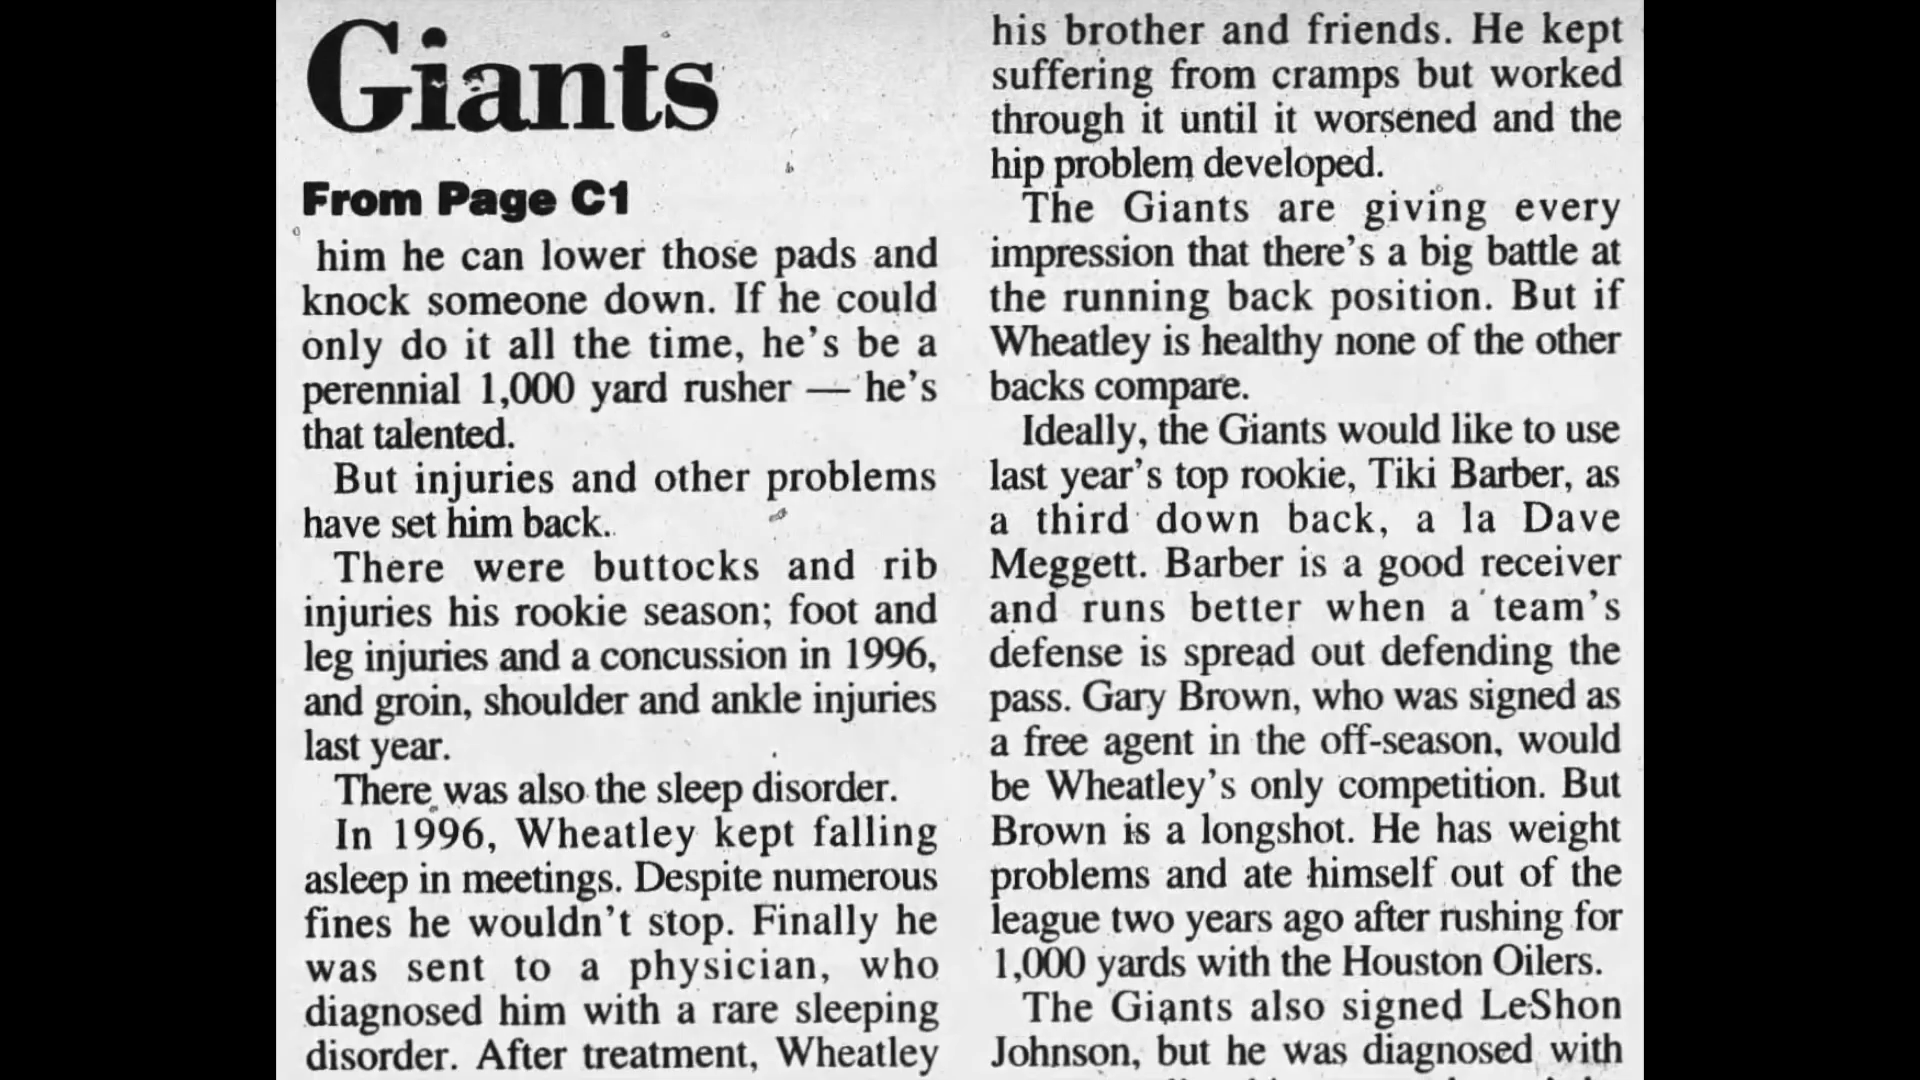 Giants
From Page C1
him he can lower those pads and
knock someone down. If he could
only do it all the time, he's be a
perennial 1,000 yard rusher — he's
that talented.
But injuries and other problems
have set him back.
There were buttocks and rib
injuries his rookie season; foot and
leg injuries and a concussion in 1996,
and groin, shoulder and ankle injuries
last year.
There was also the sleep disorder.
In 1996, Wheatley kept falling
asleep in meetings. Despite numerous
fines he wouldn't stop. Finally he
was sent to a physician, who
diagnosed him with a rare sleeping
disorder. After treatment, Wheatley
his brother and friends. He kept
suffering from cramps but worked
through it until it worsened and the
hip problem developed.
The Giants are giving every
impression that there's a big battle at
the running back position. But if
Wheatley is healthy none of the other
backs compare.
Ideally, the Giants would like to use
last year's top rookie, Tiki Barber, as
a third down back, a la Dave
Meggett. Barber is a good receiver
and runs better when a team's
defense is spread out defending the
pass. Gary Brown, who was signed as
a free agent in the off-season, would
be Wheatley's only competition. But
Brown is a longshot. He has weight
problems and ate himself out of the
league two years ago after rushing for
1,000 yards with the Houston Oilers.
The Giants also signed LeShon
Johnson, but he was diagnosed with